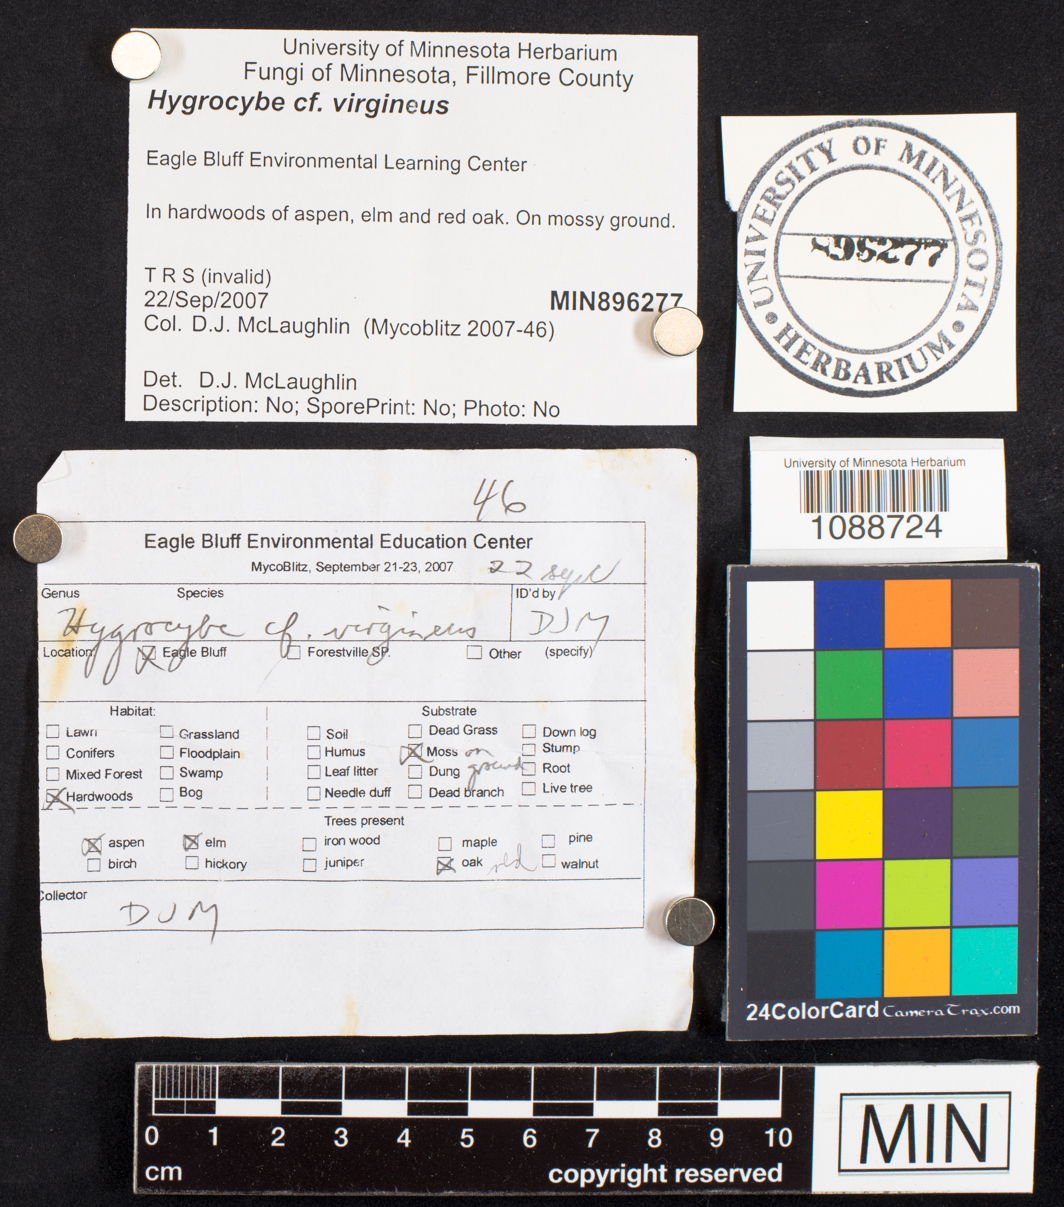 University of Minnesota Herbarium
Fungi of Minnesota, Fillmore County
Hygrocybe cf. virgineus
Eagle Bluff Environmental Learning Center
In hardwoods of aspen, elm and red oak. On mossy ground.
T R S (invalid)
22/Sep/2007
MIN896277
Col. D.J. McLaughlin (Mycoblitz 2007-46)
Det. D.J. McLaughlin
Description: No; SporePrint: No; Photo: No
UNIVERSITY OF MINNESOTA
896277
• HERBARIUM •
University of Minnesota Herbarium
1088724
46
Eagle Bluff Environmental Education Center
MycoBlitz, September 21-23, 2007 22 Sept
Genus Species ID'd by
Hygrocybe cf. virgineus DJM
Location: Eagle Bluff Forestville SP. Other (specify)
Habitat: Substrate
Lawn Grassland Soil Dead Grass Down log
Conifers Floodplain Humus Moss on ground Stump
Mixed Forest Swamp Leaf litter Dung Root
Hardwoods Bog Needle duff Dead branch Live tree
Trees present
aspen elm iron wood maple pine
birch hickory juniper oak red walnut
Collector
DJM
24ColorCard CameraTrax.com
0 1 2 3 4 5 6 7 8 9 10
cm copyright reserved
MIN